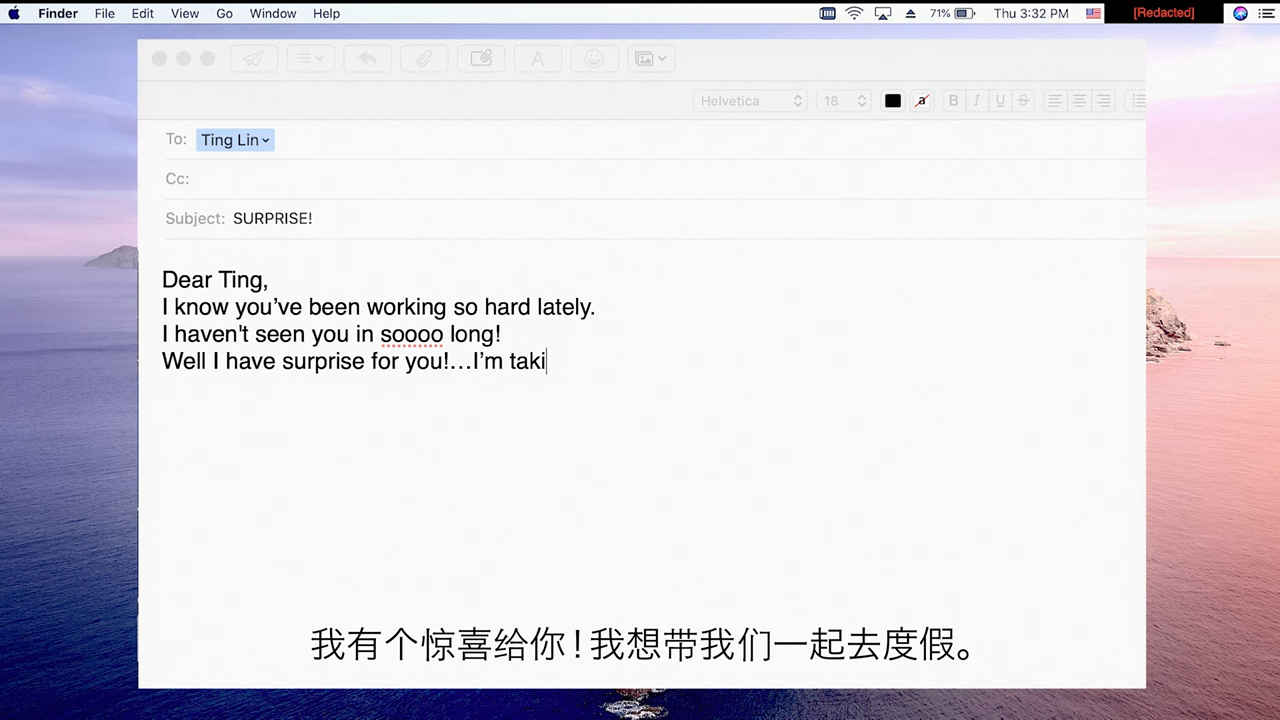 Finder File Edit View Go Window Help 71% Thu 3:32 PM [Redacted]
Helvetica 18 a B I U S
To: Ting Lin
Cc:
Subject: SURPRISE!
Dear Ting,
I know you’ve been working so hard lately.
I haven't seen you in soooo long!
Well I have surprise for you!…I’m taki
我有个惊喜给你！我想带我们一起去度假。